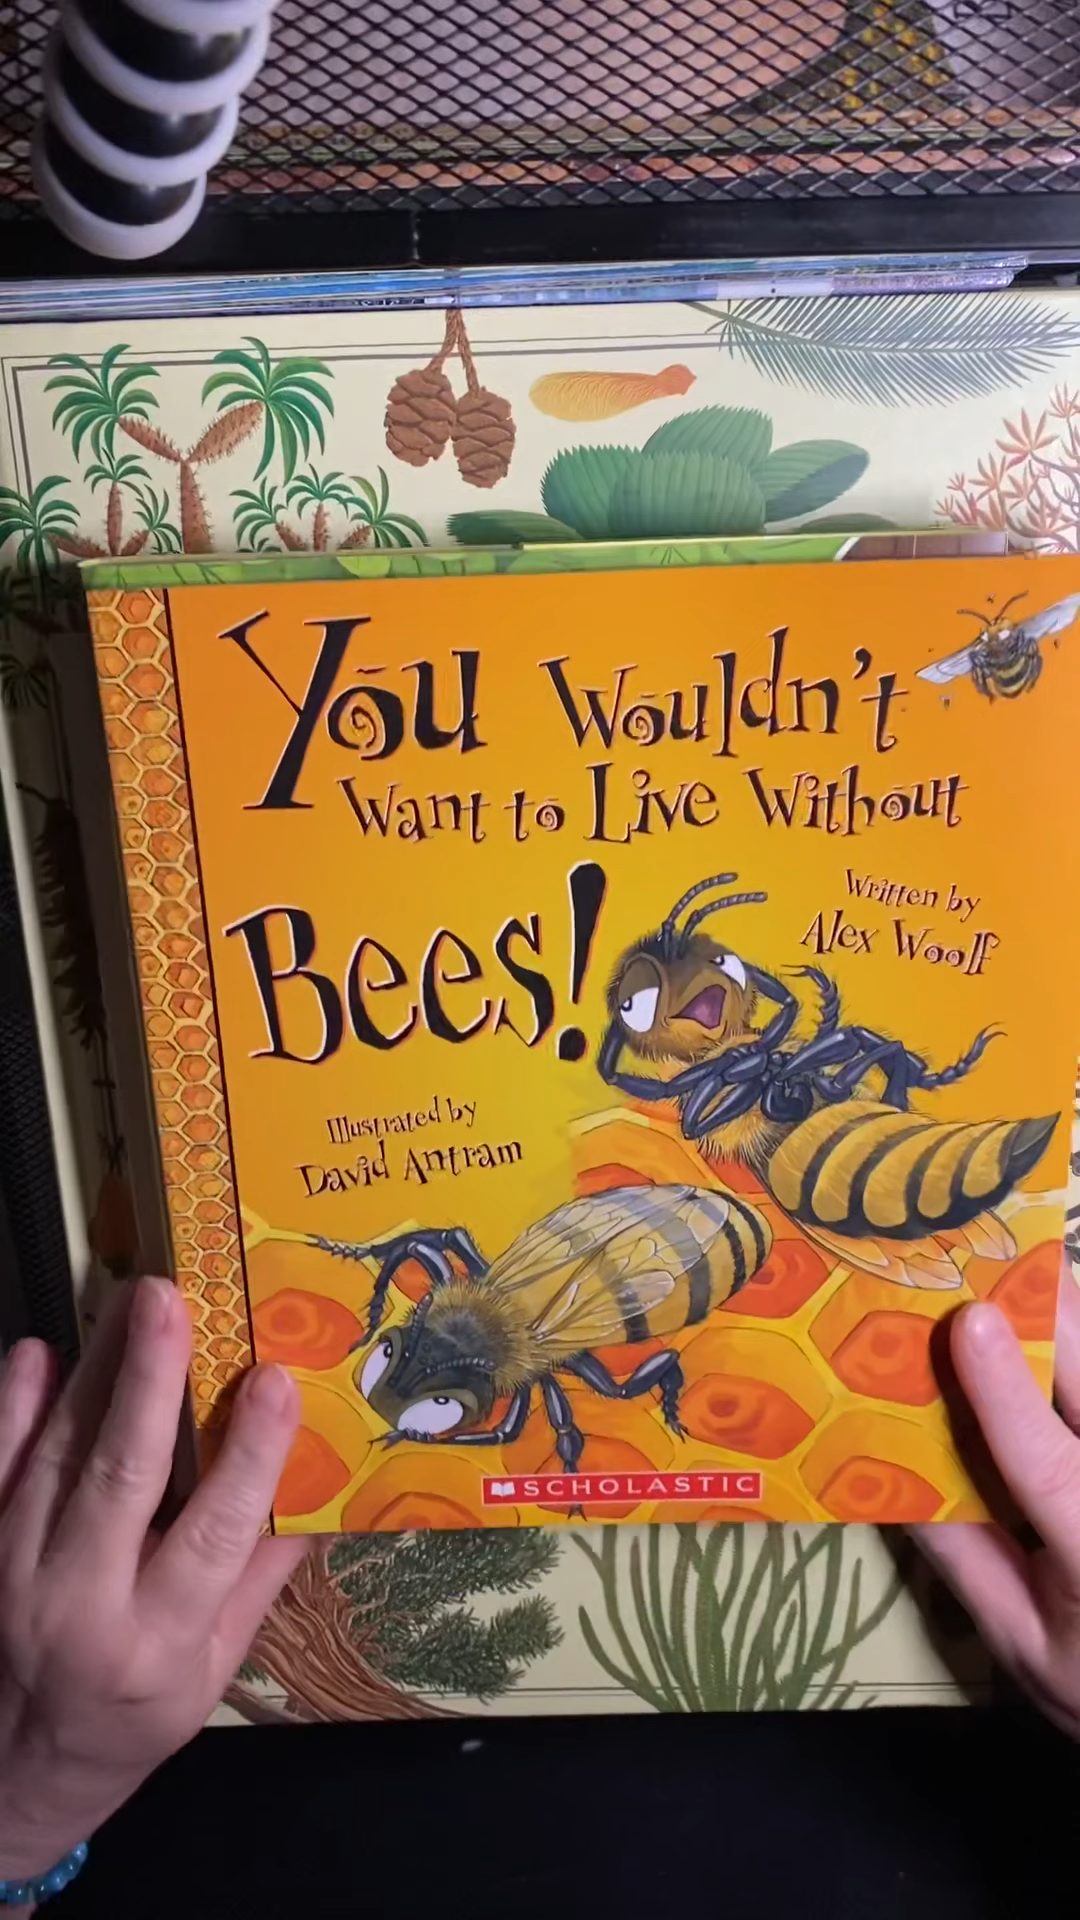 You Wouldn't
Want to Live Without
Bees!
Written by
Alex Woolf
Illustrated by
David Antram
SCHOLASTIC